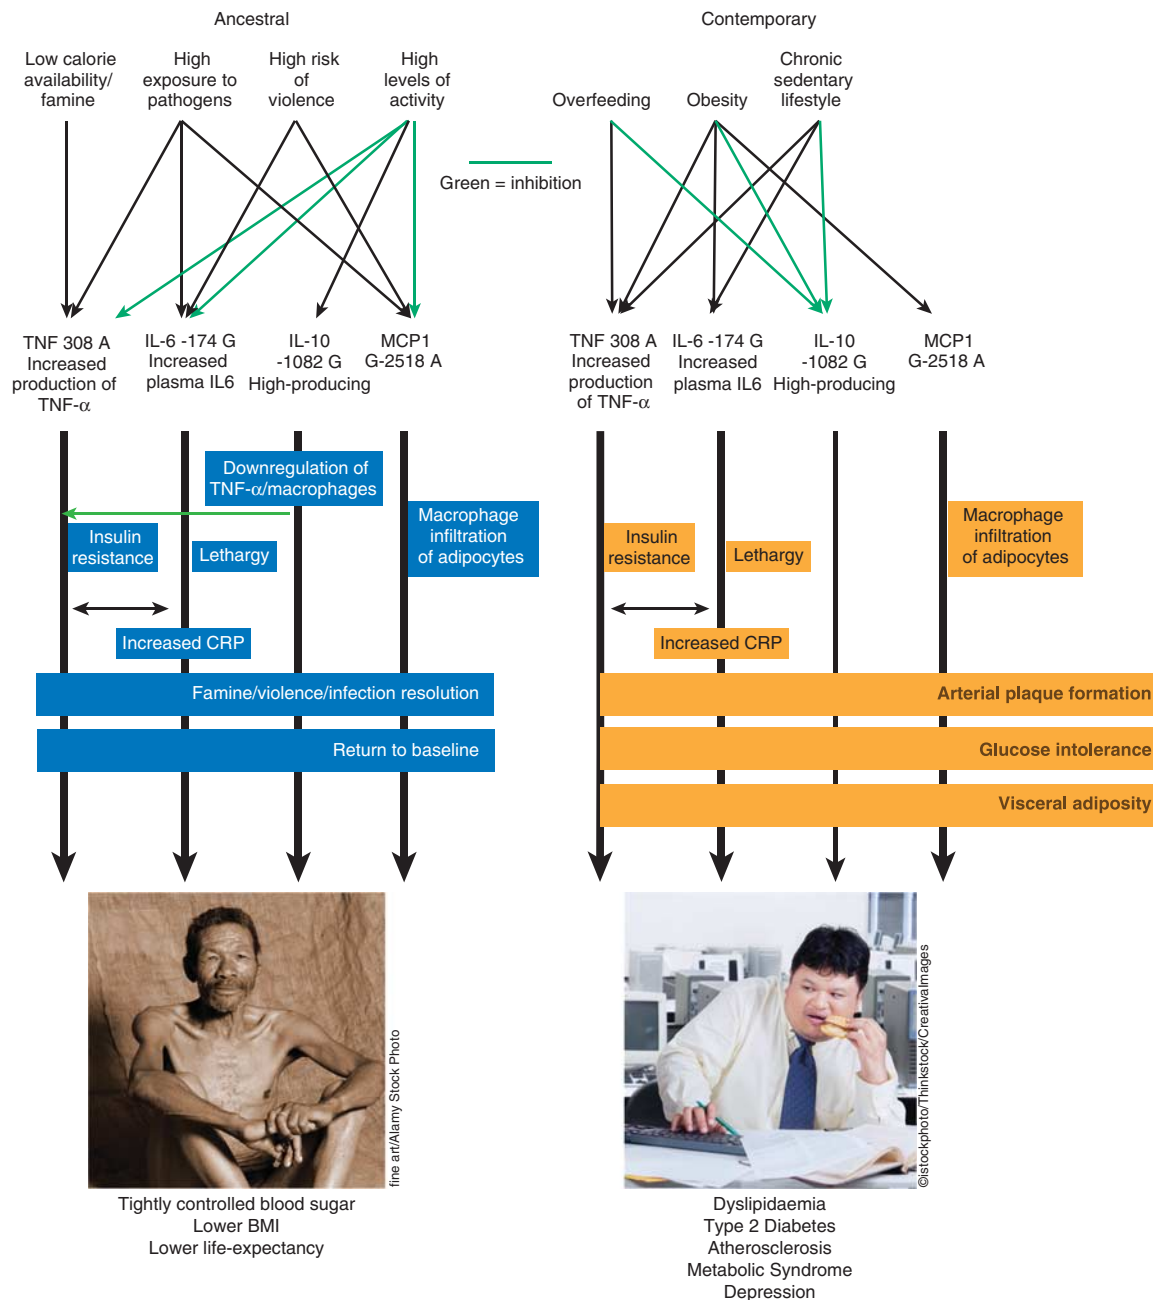 Ancestral
Contemporary
Low calorie
availability/
famine
High
exposure to
pathogens
High risk
of
violence
High
levels of
activity
Overfeeding
Obesity
Chronic
sedentary
lifestyle
Green = inhibition
TNF 308 A
Increased
production of
TNF-α
IL-6 -174 G
Increased
plasma IL6
IL-10
-1082 G
High-producing
MCP1
G-2518 A
TNF 308 A
Increased
production
of TNF-α
IL-6 -174 G
Increased
plasma IL6
IL-10
-1082 G
High-producing
MCP1
G-2518 A
Downregulation of
TNF-α/macrophages
Insulin
resistance
Lethargy
Macrophage
infiltration
of adipocytes
Increased CRP
Famine/violence/infection resolution
Return to baseline
Insulin
resistance
Lethargy
Macrophage
infiltration
of adipocytes
Increased CRP
Arterial plaque formation
Glucose intolerance
Visceral adiposity
fine art/Alamy Stock Photo
©istockphoto/Thinkstock/CreativaImages
Tightly controlled blood sugar
Lower BMI
Lower life-expectancy
Dyslipidaemia
Type 2 Diabetes
Atherosclerosis
Metabolic Syndrome
Depression